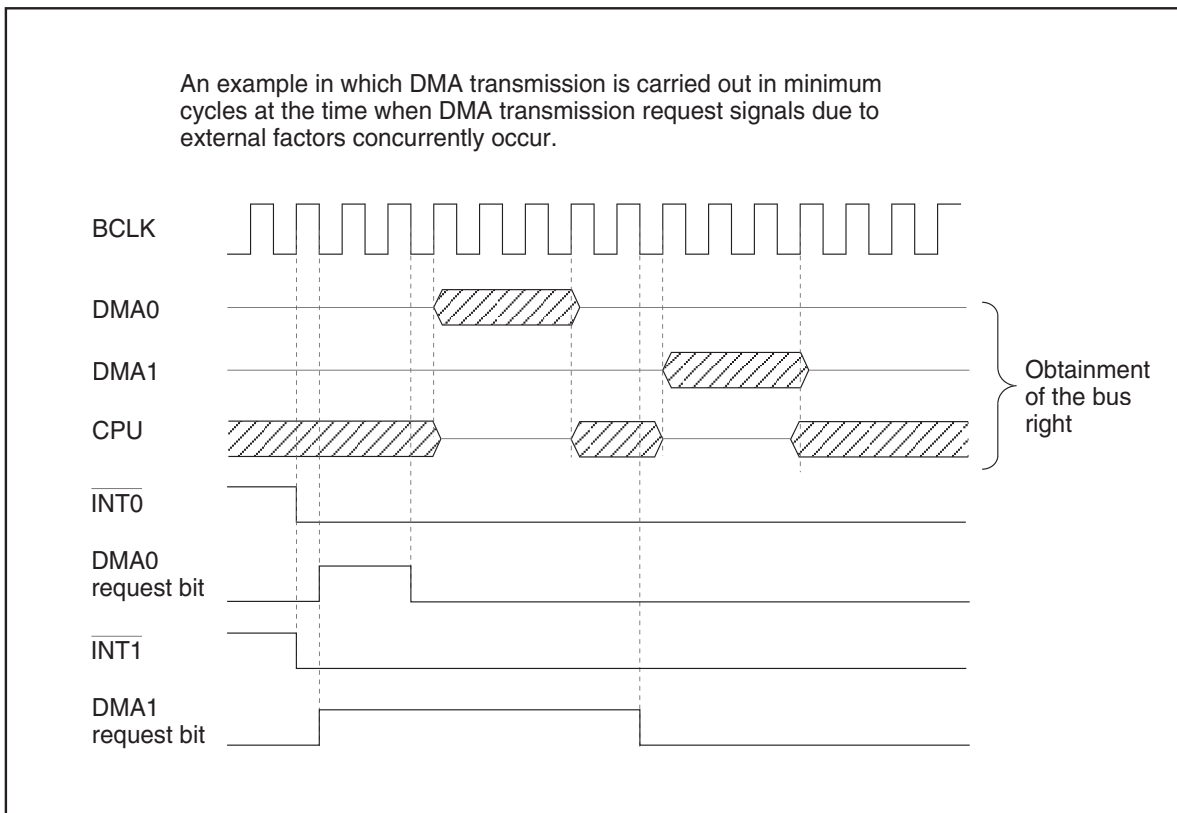 An example in which DMA transmission is carried out in minimum
cycles at the time when DMA transmission request signals due to
external factors concurrently occur.
BCLK
DMA0
DMA1
CPU
Obtainment
of the bus
right
INT0
DMA0
request bit
INT1
DMA1
request bit